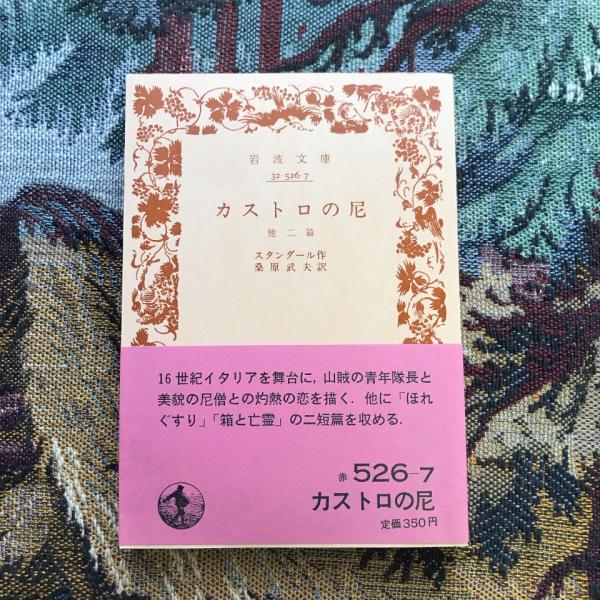 岩波文庫
32-526-7
カストロの尼
他二篇
スタンダール作
桑原武夫訳
16世紀イタリアを舞台に,山賊の青年隊長と
美貌の尼僧との灼熱の恋を描く. 他に「ほれ
ぐすり」「箱と亡霊」の二短篇を収める.
赤 526-7
カストロの尼
定価350円